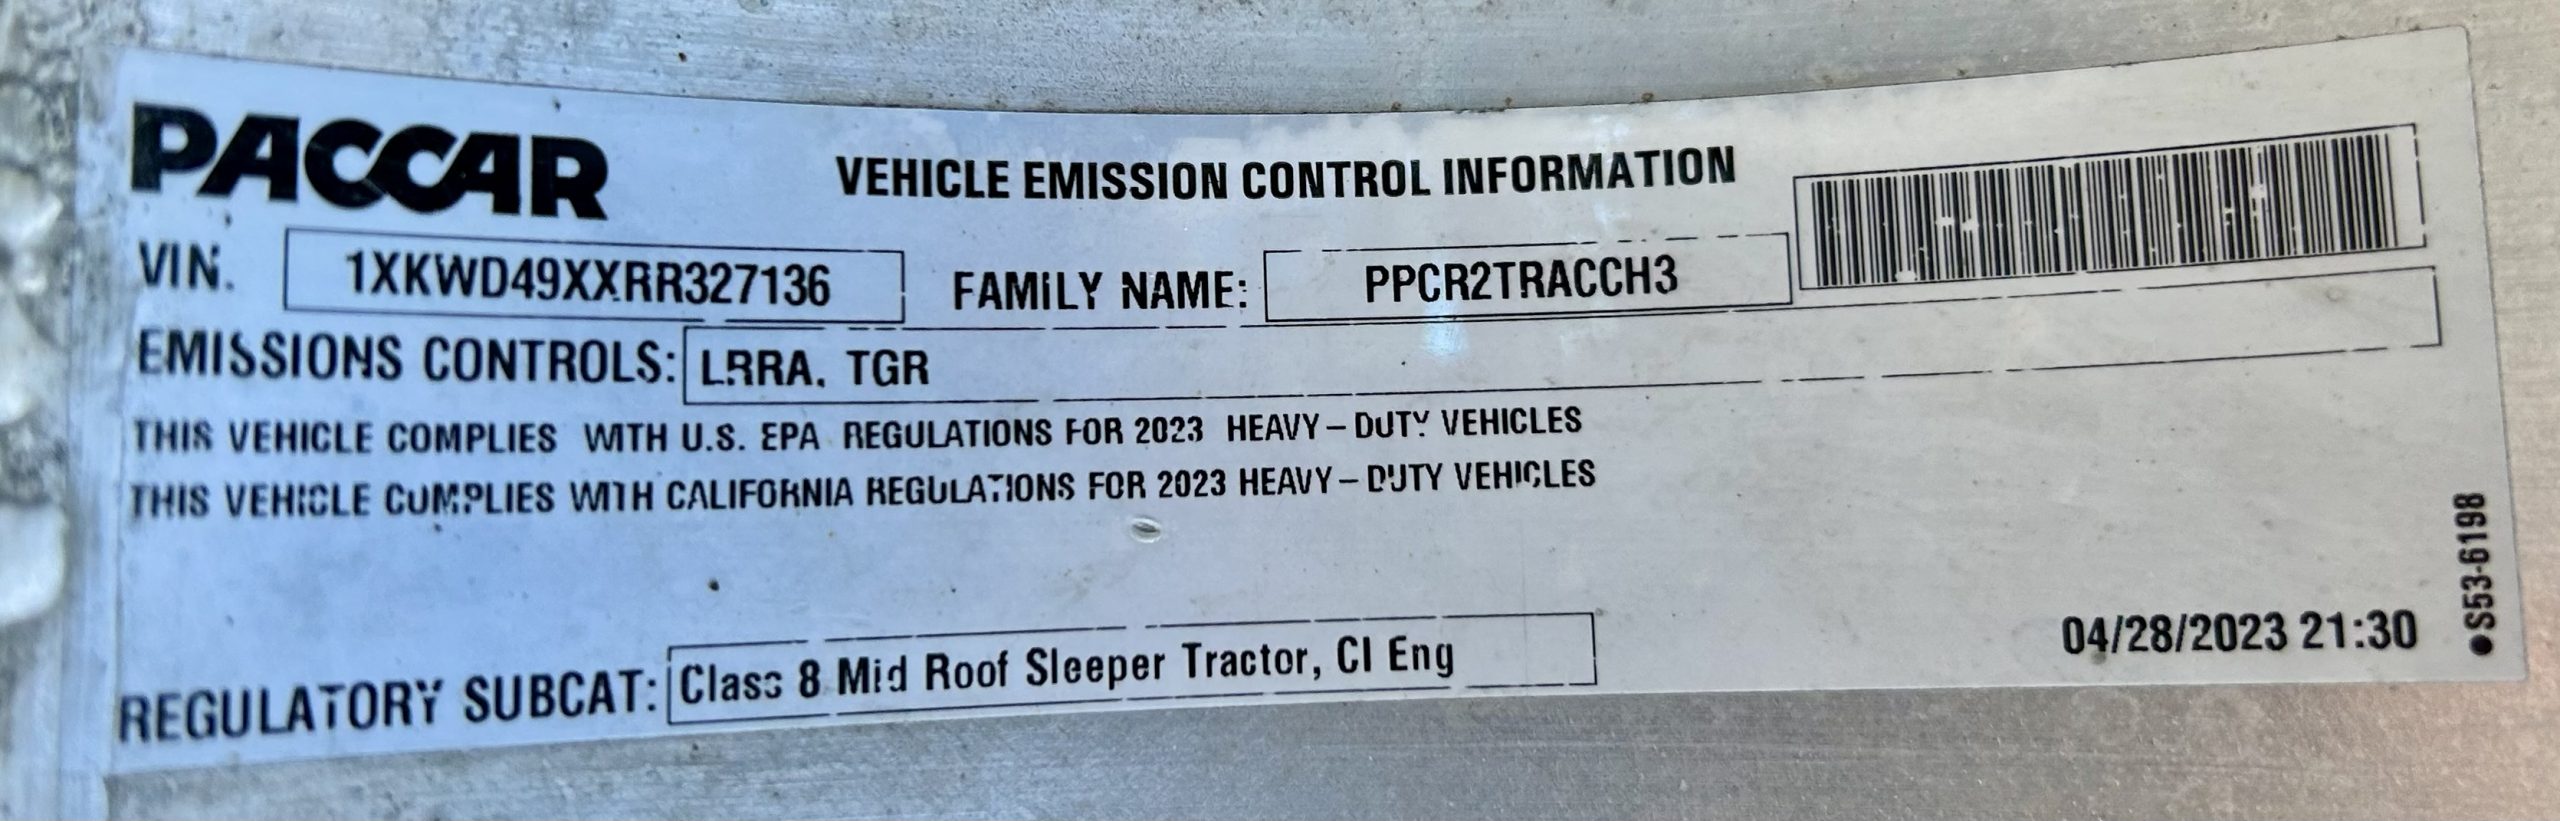 PACCAR
VEHICLE EMISSION CONTROL INFORMATION
VIN. 1XKWD49XXRR327136 FAMILY NAME: PPCR2TRACCH3
EMISSIONS CONTROLS: LRRA, TGR
THIS VEHICLE COMPLIES WITH U.S. EPA REGULATIONS FOR 2023 HEAVY-DUTY VEHICLES
THIS VEHICLE COMPLIES WITH CALIFORNIA REGULATIONS FOR 2023 HEAVY-DUTY VEHICLES
REGULATORY SUBCAT: Class 8 Mid Roof Sleeper Tractor, CI Eng
04/28/2023 21:30
●S53-6198